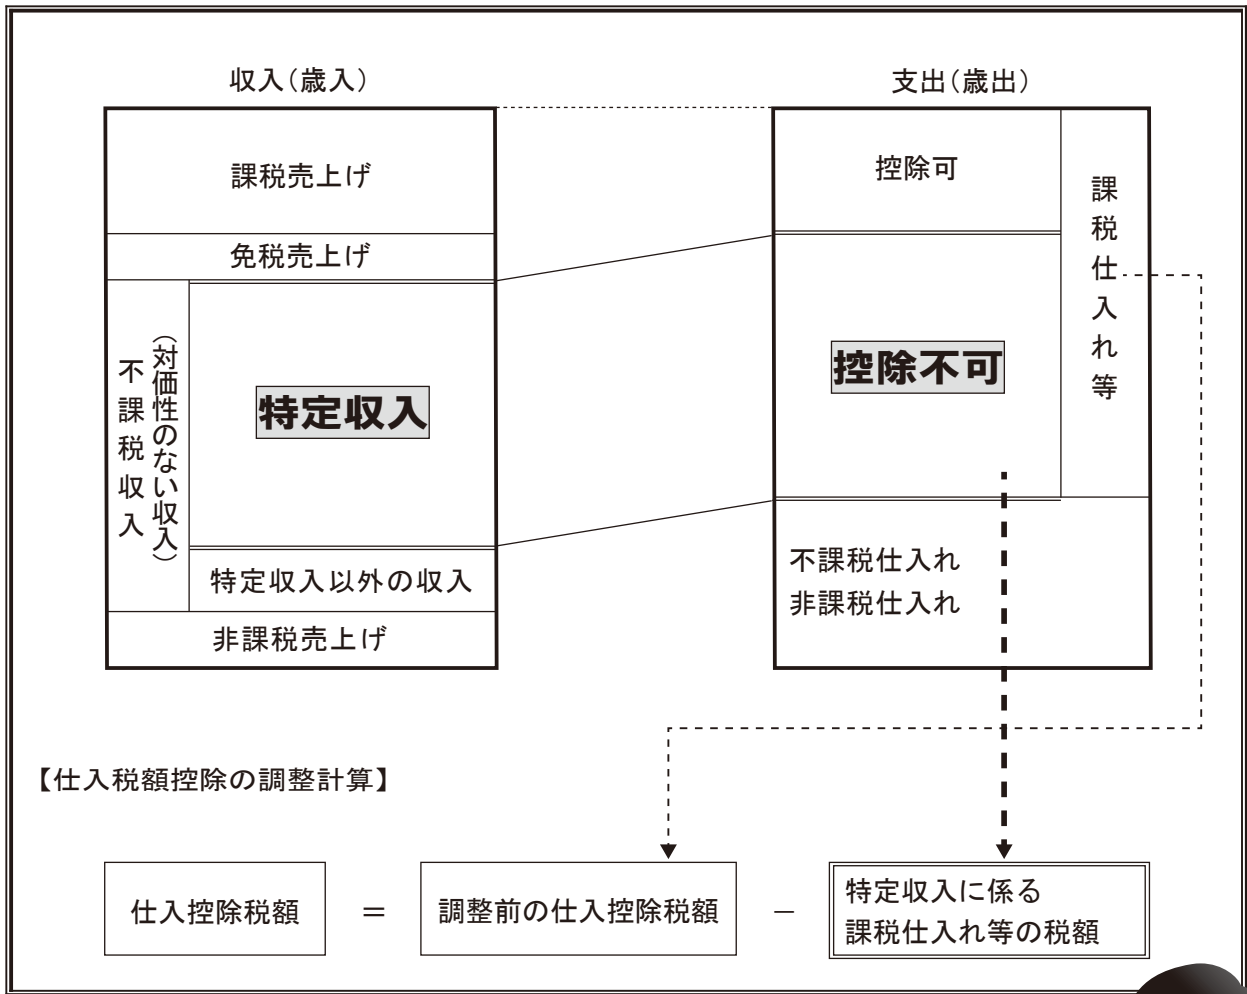 収入(歳入)
支出(歳出)
課税売上げ
免税売上げ
不課税収入
(対価性のない収入)
特定収入
特定収入以外の収入
非課税売上げ
控除可
控除不可
課税仕入れ等
不課税仕入れ
非課税仕入れ
【仕入税額控除の調整計算】
仕入控除税額 = 調整前の仕入控除税額 − 特定収入に係る
課税仕入れ等の税額